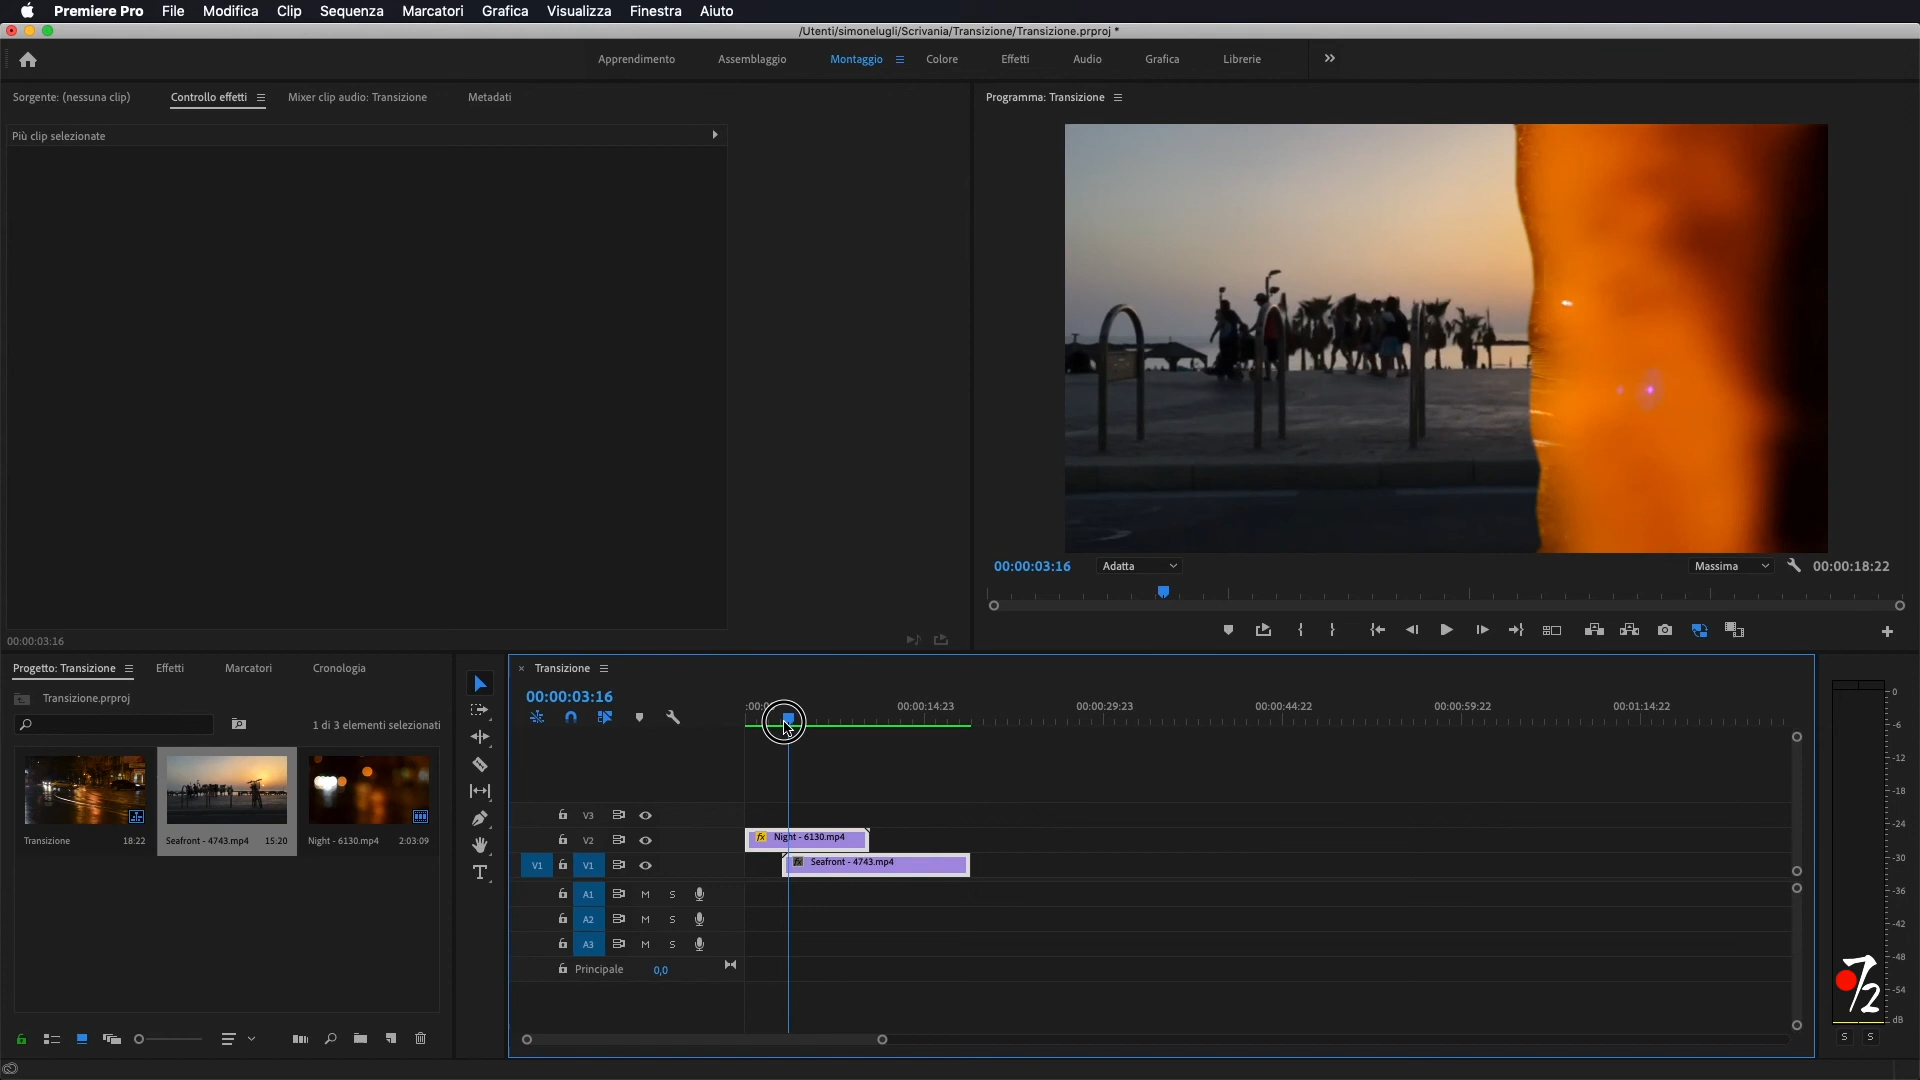 Premiere Pro File Modifica Clip Sequenza Marcatori Grafica Visualizza Finestra Aiuto
/Utenti/simonelugli/Scrivania/Transizione/Transizione.prproj *
Apprendimento Assemblaggio Montaggio Colore Effetti Audio Grafica Librerie
Sorgente: (nessuna clip) Controllo effetti Mixer clip audio: Transizione Metadati
Programma: Transizione
Più clip selezionate
00:00:03:16 Adatta Massima 00:00:18:22
00:00:03:16
Progetto: Transizione Effetti Marcatori Cronologia
Transizione.prproj
1 di 3 elementi selezionati
Transizione 18:22 Seafront - 4743.mp4 15:20 Night - 6130.mp4 2:03:09
× Transizione
00:00:03:16
00:00:14:23 00:00:29:23 00:00:44:22 00:00:59:22 00:01:14:22
V3
V2 fx Night - 6130.mp4
V1 V1 fx Seafront - 4743.mp4
A1 M S
A2 M S
A3 M S
Principale 0,0
0
-6
-12
-18
-24
-30
-36
-42
-48
-54
dB
S S
7/2